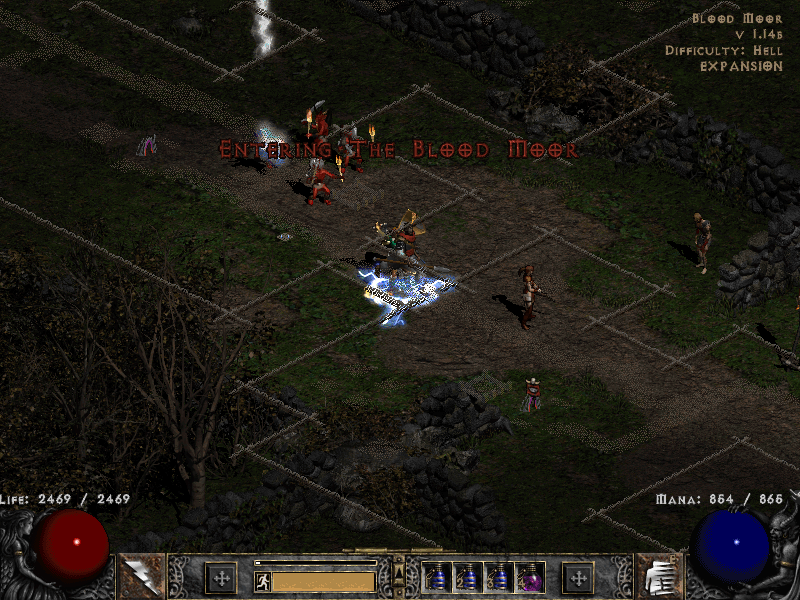 Blood Moor
v 1.14b
Difficulty: Hell
EXPANSION
Entering The Blood Moor
Life: 2469 / 2469
Mana: 854 / 865